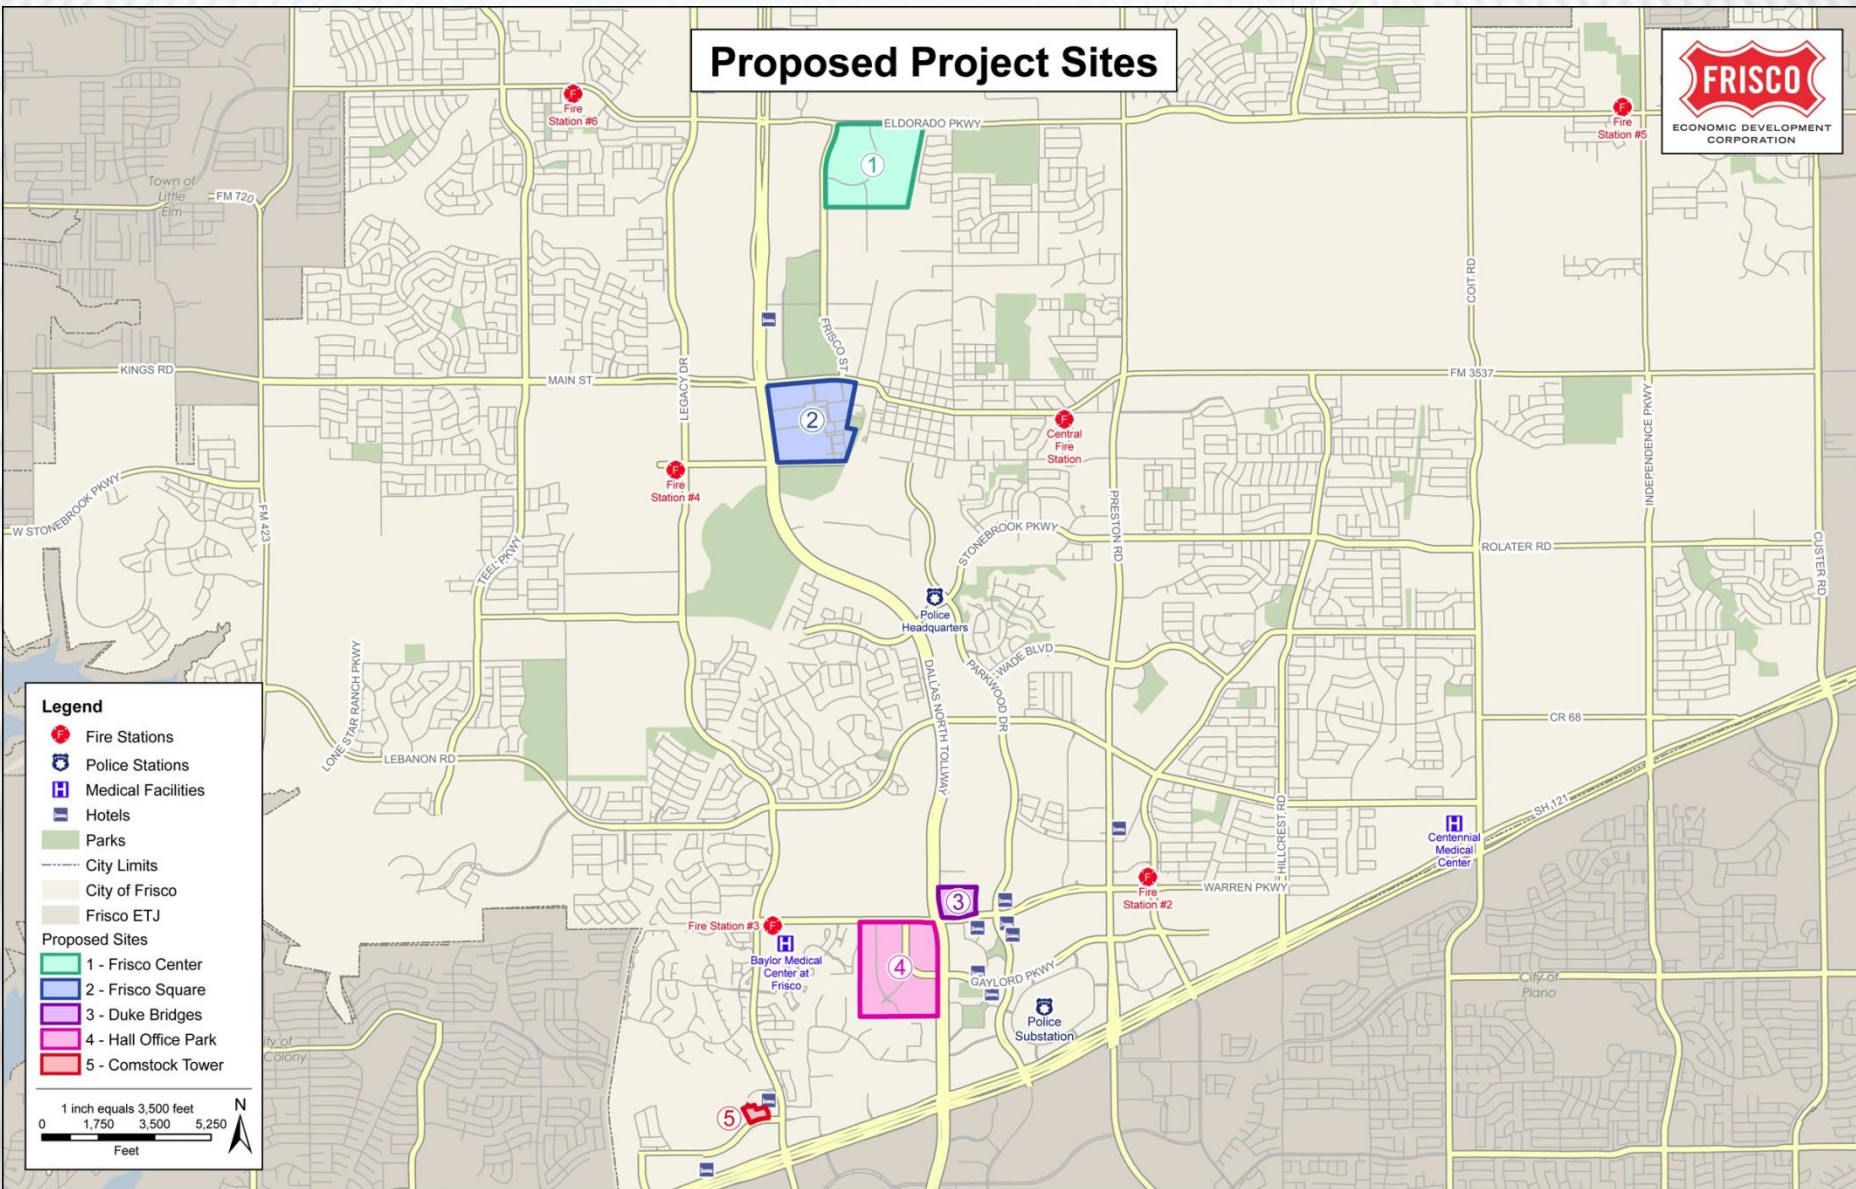 Proposed Project Sites
FRISCO
ECONOMIC DEVELOPMENT
CORPORATION
Fire
Station #6
ELDORADO PKWY
Fire
Station #5
1
Town of
Little
Elm
FM 720
COIT RD
FRISCO ST
LEGACY DR
KINGS RD
MAIN ST
FM 3537
INDEPENDENCE PKWY
2
Central
Fire
Station
Fire
Station #4
W STONEBROOK PKWY
FM 423
TEEL PKWY
PRESTON RD
STONEBROOK PKWY
ROLATER RD
CUSTER RD
Police
Headquarters
WADE BLVD
PARKWOOD DR
DALLAS NORTH TOLLWAY
LONE STAR RANCH PKWY
LEBANON RD
CR 68
SH 121
HILLCREST RD
Centennial
Medical
Center
3
WARREN PKWY
Fire
Station #2
Fire Station #3
Baylor Medical
Center at
Frisco
4
GAYLORD PKWY
Police
Substation
City of
Plano
ity of
Colony
5
Legend
F Fire Stations
Police Stations
H Medical Facilities
Hotels
Parks
City Limits
City of Frisco
Frisco ETJ
Proposed Sites
1 - Frisco Center
2 - Frisco Square
3 - Duke Bridges
4 - Hall Office Park
5 - Comstock Tower
1 inch equals 3,500 feet
N
0 1,750 3,500 5,250
Feet